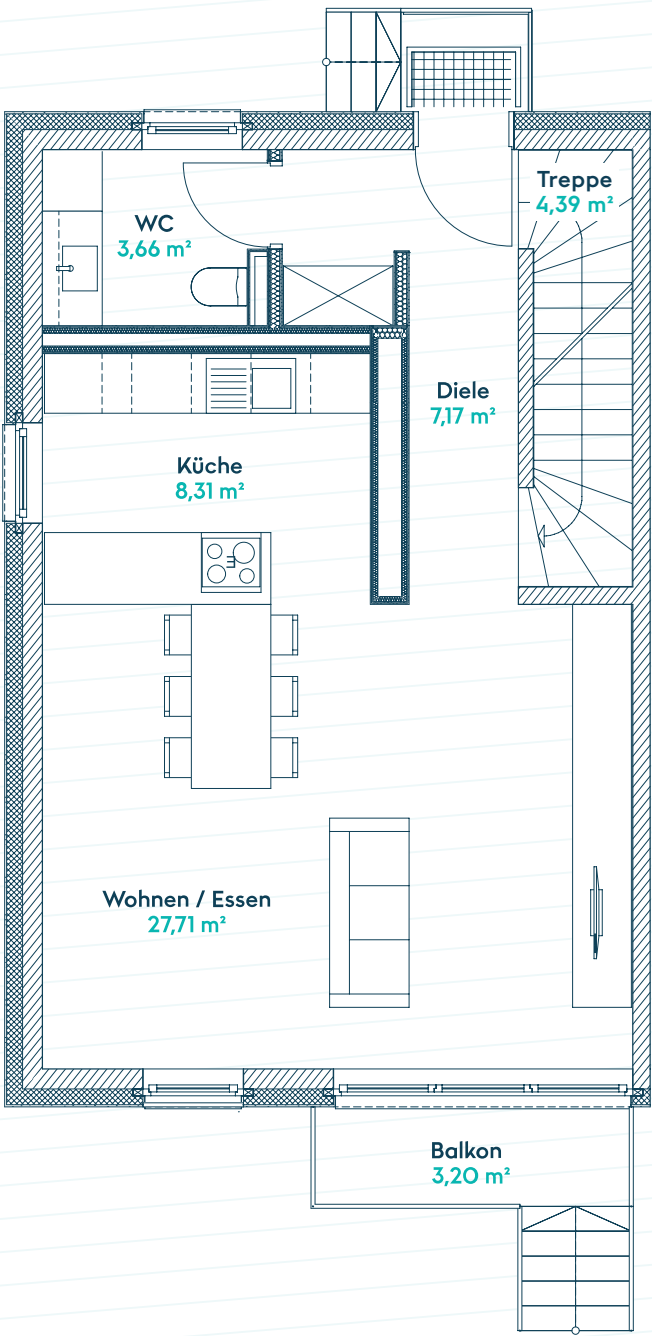 Treppe
4,39 m²
WC
3,66 m²
Diele
7,17 m²
Küche
8,31 m²
Wohnen / Essen
27,71 m²
Balkon
3,20 m²